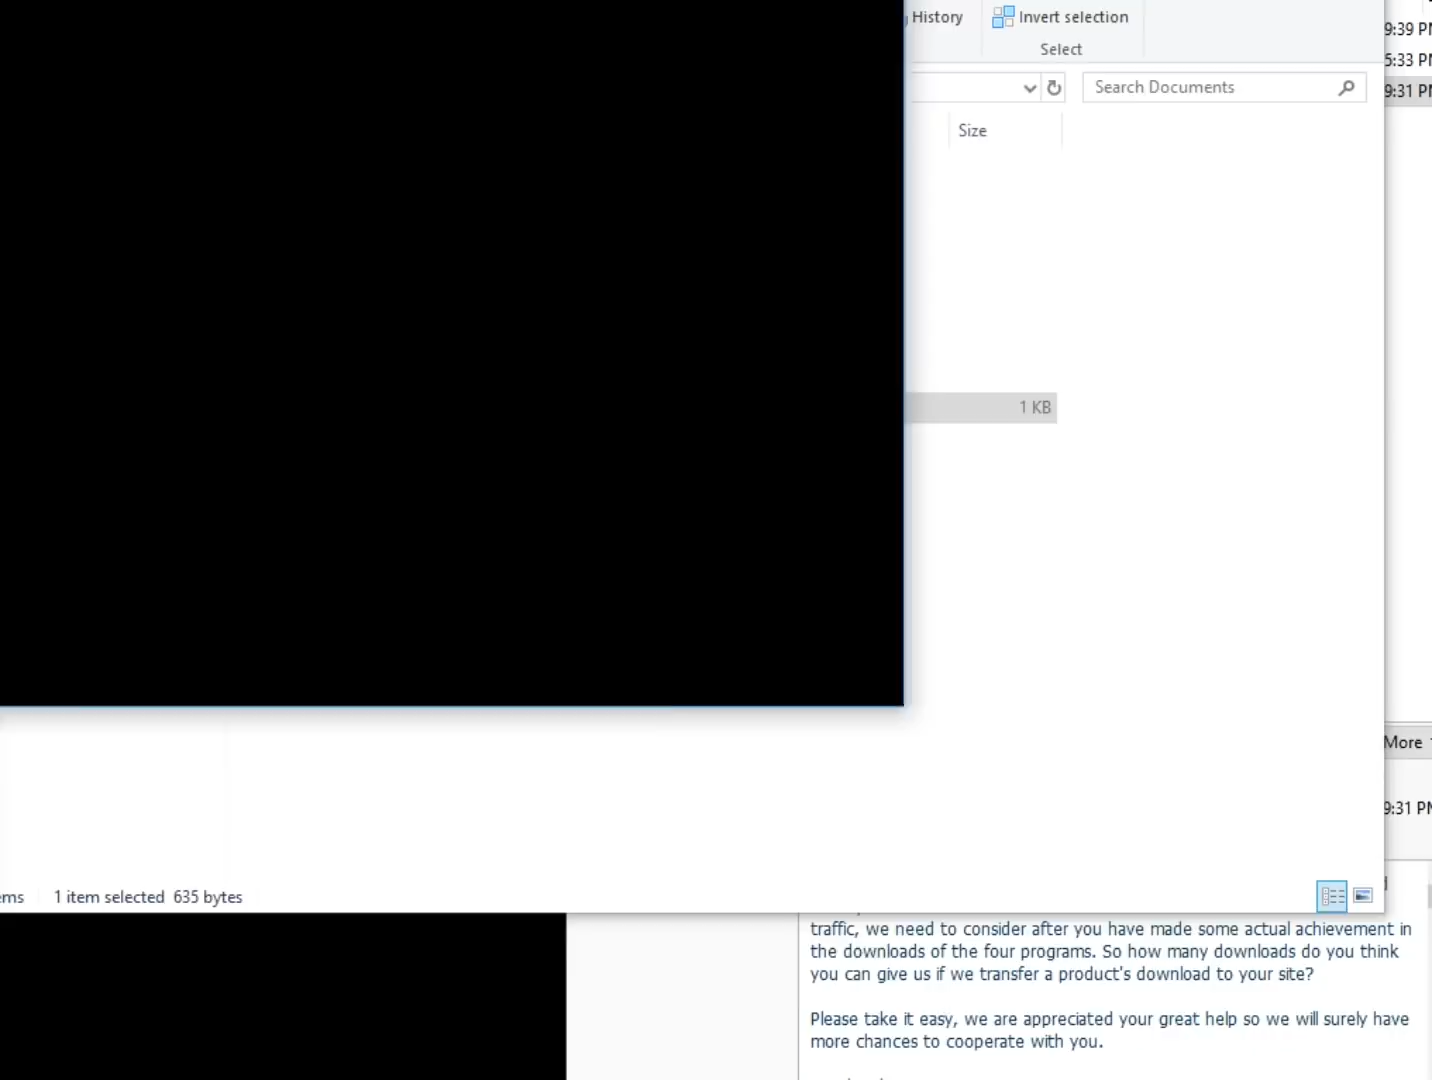 History
Invert selection
Select
9:39 PM
5:33 PM
9:31 PM
Search Documents
Size
1 KB
More
9:31 PM
1 item selected 635 bytes
traffic, we need to consider after you have made some actual achievement in
the downloads of the four programs. So how many downloads do you think
you can give us if we transfer a product's download to your site?
Please take it easy, we are appreciated your great help so we will surely have
more chances to cooperate with you.